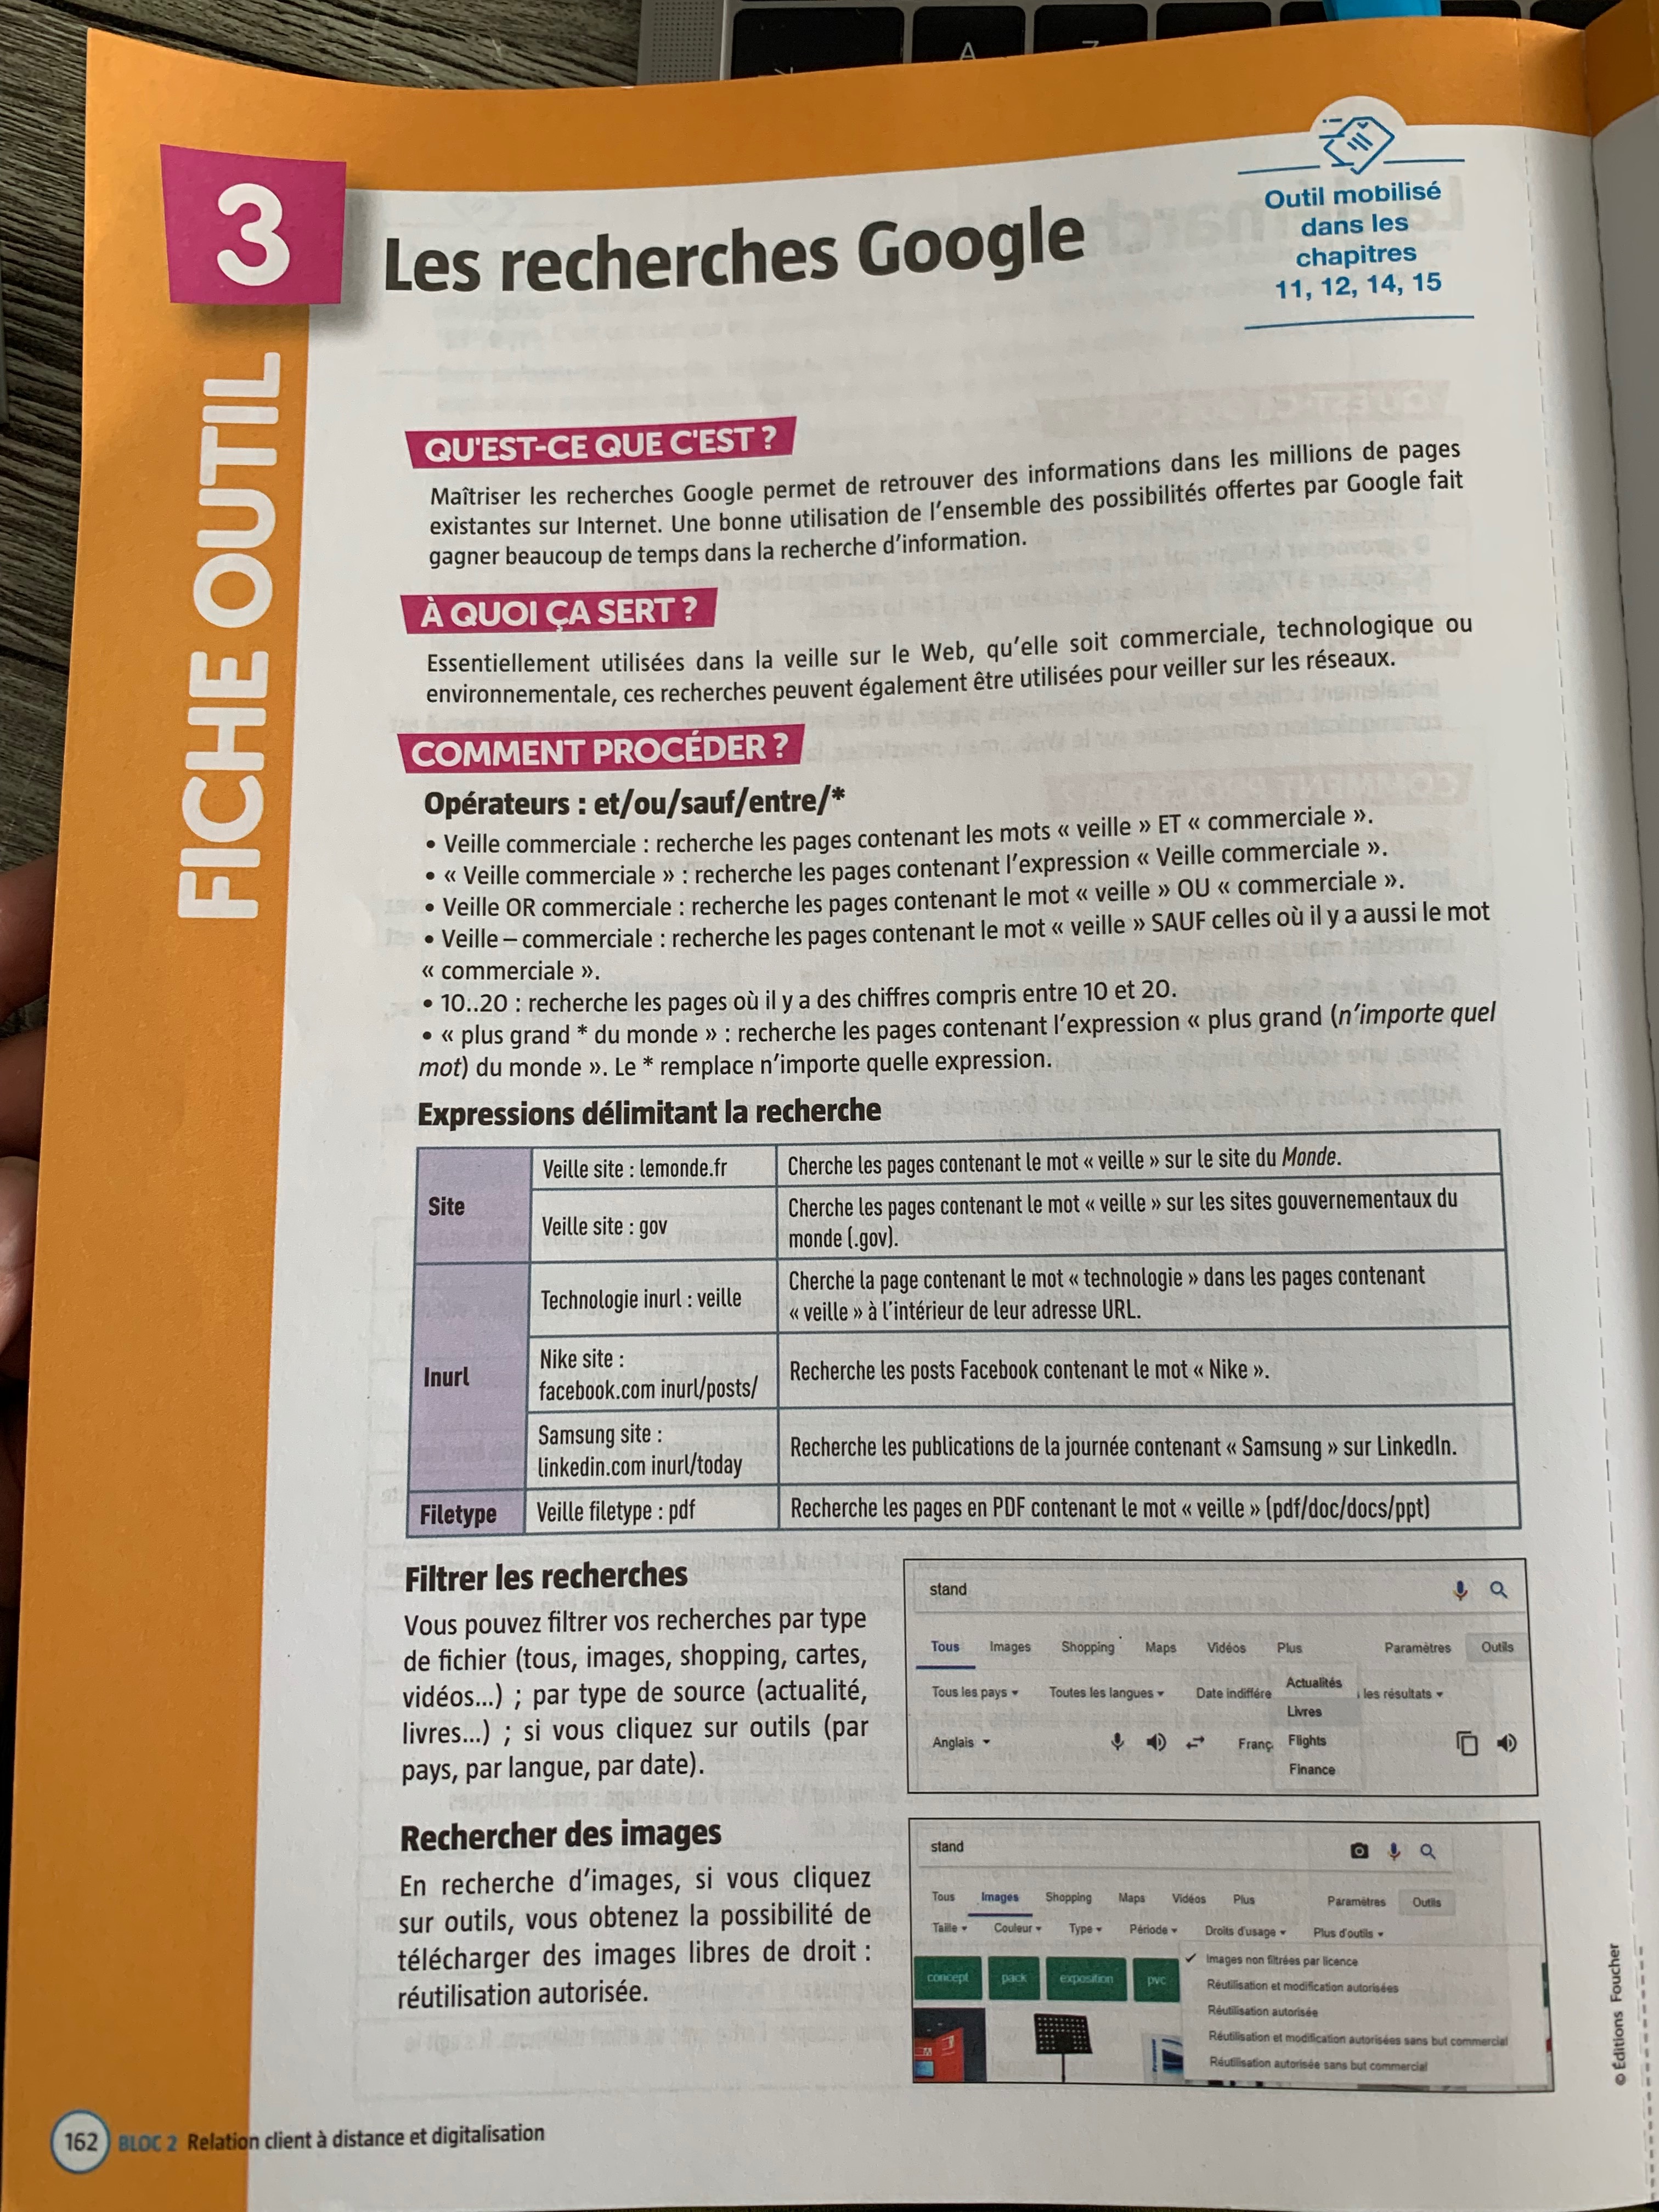 A
3
Les recherches Google
Outil mobilisé
dans les
chapitres
11, 12, 14, 15
FICHE OUTIL
QU'EST-CE QUE C'EST ?
Maîtriser les recherches Google permet de retrouver des informations dans les millions de pages
existantes sur Internet. Une bonne utilisation de l'ensemble des possibilités offertes par Google fait
gagner beaucoup de temps dans la recherche d'information.
À QUOI ÇA SERT ?
Essentiellement utilisées dans la veille sur le Web, qu'elle soit commerciale, technologique ou
environnementale, ces recherches peuvent également être utilisées pour veiller sur les réseaux.
COMMENT PROCÉDER ?
Opérateurs : et/ou/sauf/entre/*
• Veille commerciale : recherche les pages contenant les mots « veille » ET « commerciale ».
• « Veille commerciale » : recherche les pages contenant l'expression « Veille commerciale ».
• Veille OR commerciale : recherche les pages contenant le mot « veille » OU « commerciale ».
• Veille – commerciale : recherche les pages contenant le mot « veille » SAUF celles où il y a aussi le mot
« commerciale ».
• 10..20 : recherche les pages où il y a des chiffres compris entre 10 et 20.
• « plus grand * du monde » : recherche les pages contenant l'expression « plus grand (n'importe quel
mot) du monde ». Le * remplace n'importe quelle expression.
Expressions délimitant la recherche
Site
Veille site : lemonde.fr
Cherche les pages contenant le mot « veille » sur le site du Monde.
Veille site : gov
Cherche les pages contenant le mot « veille » sur les sites gouvernementaux du
monde (.gov).
Inurl
Technologie inurl : veille
Cherche la page contenant le mot « technologie » dans les pages contenant
« veille » à l'intérieur de leur adresse URL.
Nike site :
facebook.com inurl/posts/
Recherche les posts Facebook contenant le mot « Nike ».
Samsung site :
linkedin.com inurl/today
Recherche les publications de la journée contenant « Samsung » sur LinkedIn.
Filetype
Veille filetype : pdf
Recherche les pages en PDF contenant le mot « veille » (pdf/doc/docs/ppt)
Filtrer les recherches
Vous pouvez filtrer vos recherches par type
de fichier (tous, images, shopping, cartes,
vidéos...) ; par type de source (actualité,
livres...) ; si vous cliquez sur outils (par
pays, par langue, par date).
stand
Tous Images Shopping Maps Vidéos Plus Paramètres Outils
Tous les pays Toutes les langues Date indiffére les résultats
Actualités
Livres
Flights
Finance
Anglais Franç
Rechercher des images
En recherche d'images, si vous cliquez
sur outils, vous obtenez la possibilité de
télécharger des images libres de droit :
réutilisation autorisée.
stand
Tous Images Shopping Maps Vidéos Plus Paramètres Outils
Taille Couleur Type Période Droits d'usage Plus d'outils
concept pack exposition pvc
✓ Images non filtrées par licence
Réutilisation et modification autorisées
Réutilisation autorisée
Réutilisation et modification autorisées sans but commercial
Réutilisation autorisée sans but commercial
© Éditions Foucher
162 BLOC 2 Relation client à distance et digitalisation